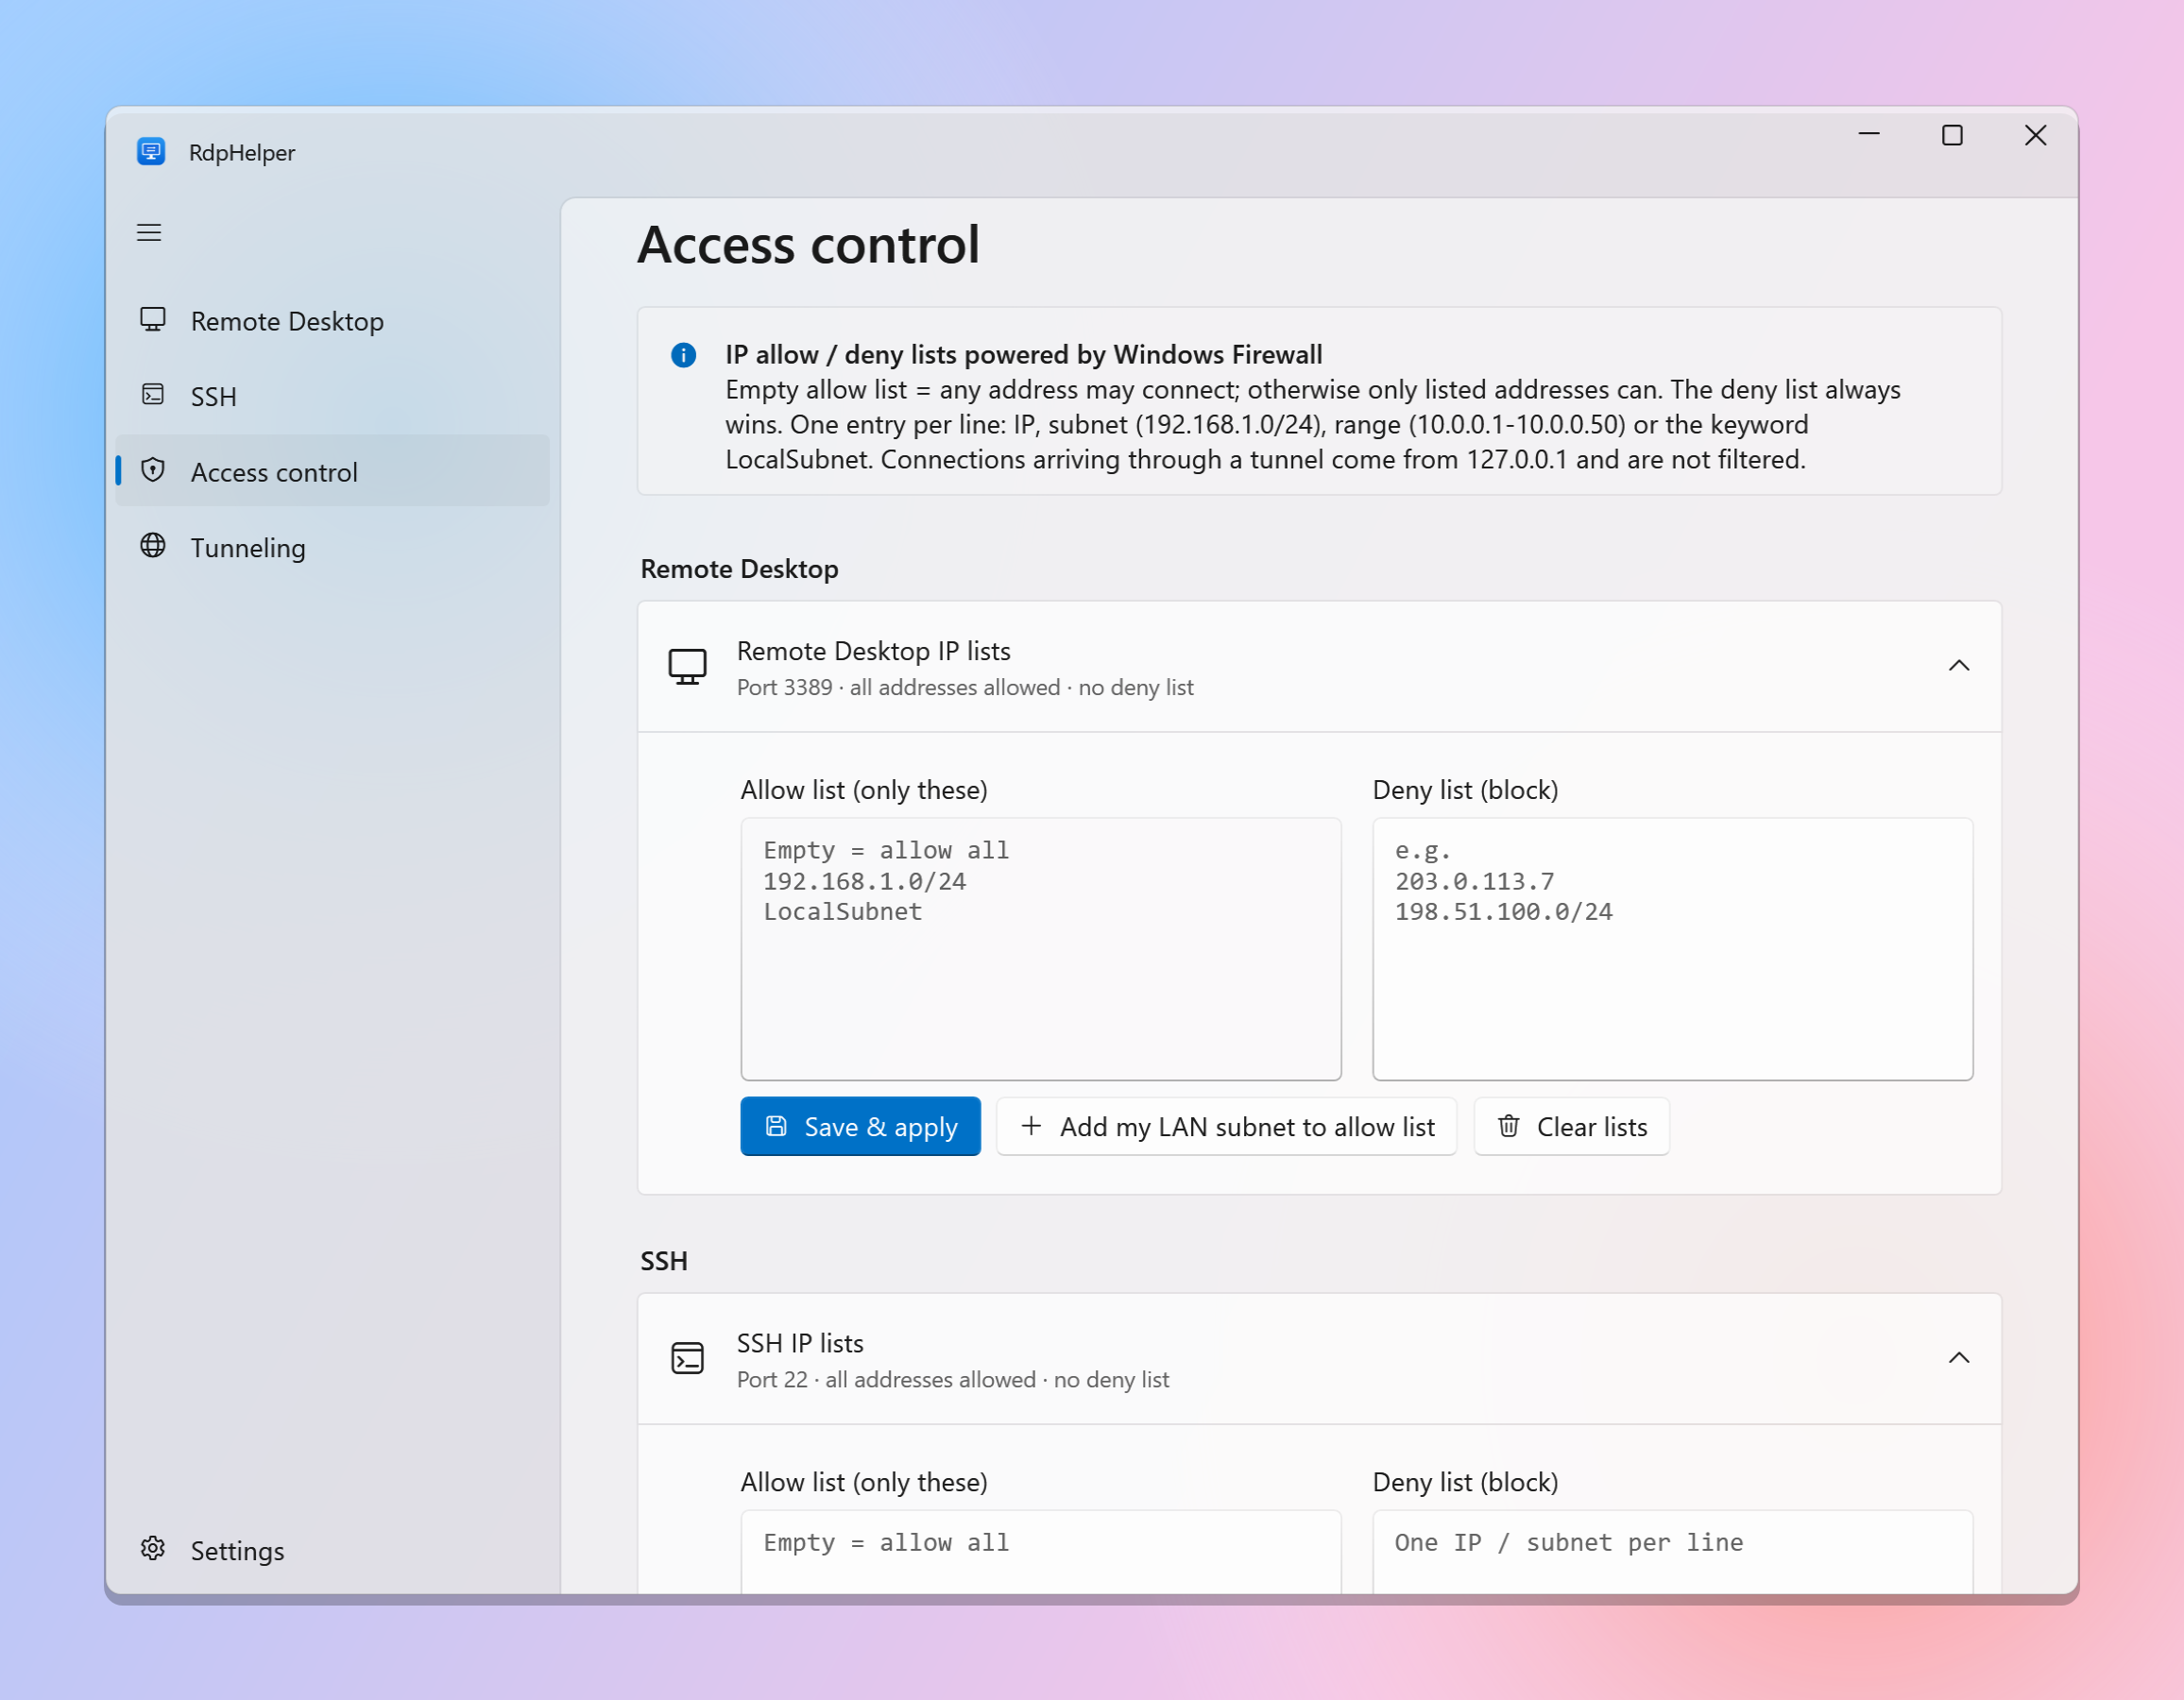 RdpHelper
Remote Desktop
SSH
Access control
Tunneling
Settings
Access control
IP allow / deny lists powered by Windows Firewall
Empty allow list = any address may connect; otherwise only listed addresses can. The deny list always
wins. One entry per line: IP, subnet (192.168.1.0/24), range (10.0.0.1-10.0.0.50) or the keyword
LocalSubnet. Connections arriving through a tunnel come from 127.0.0.1 and are not filtered.
Remote Desktop
Remote Desktop IP lists
Port 3389 · all addresses allowed · no deny list
Allow list (only these)
Empty = allow all
192.168.1.0/24
LocalSubnet
Deny list (block)
e.g.
203.0.113.7
198.51.100.0/24
Save & apply
Add my LAN subnet to allow list
Clear lists
SSH
SSH IP lists
Port 22 · all addresses allowed · no deny list
Allow list (only these)
Empty = allow all
Deny list (block)
One IP / subnet per line